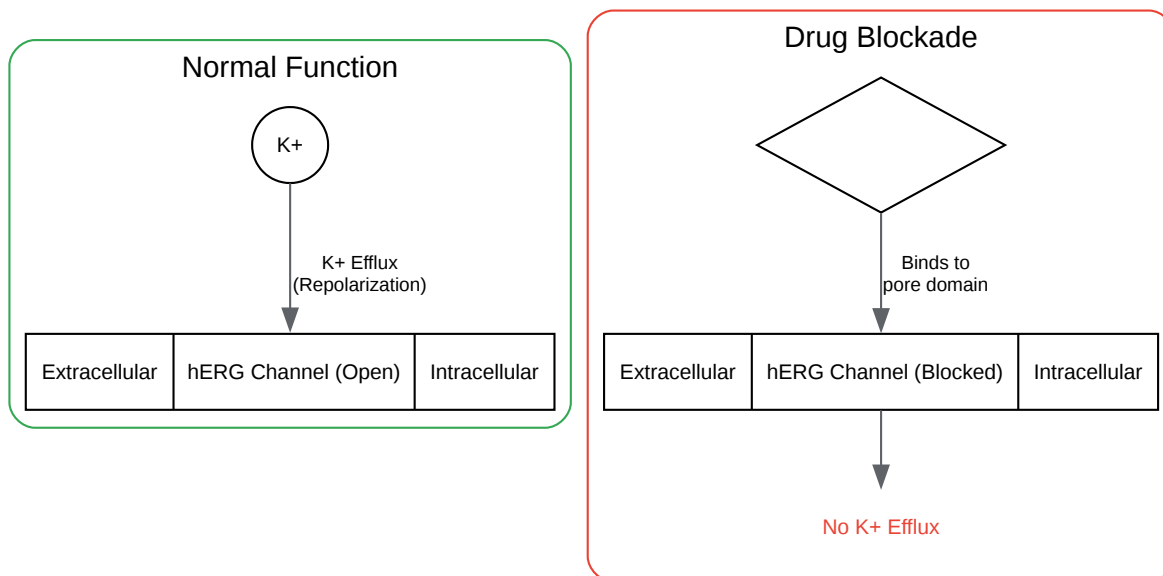 Normal Function
K+
K+ Efflux
(Repolarization)
Extracellular
hERG Channel (Open)
Intracellular
Drug Blockade
Binds to
pore domain
Extracellular
hERG Channel (Blocked)
Intracellular
No K+ Efflux